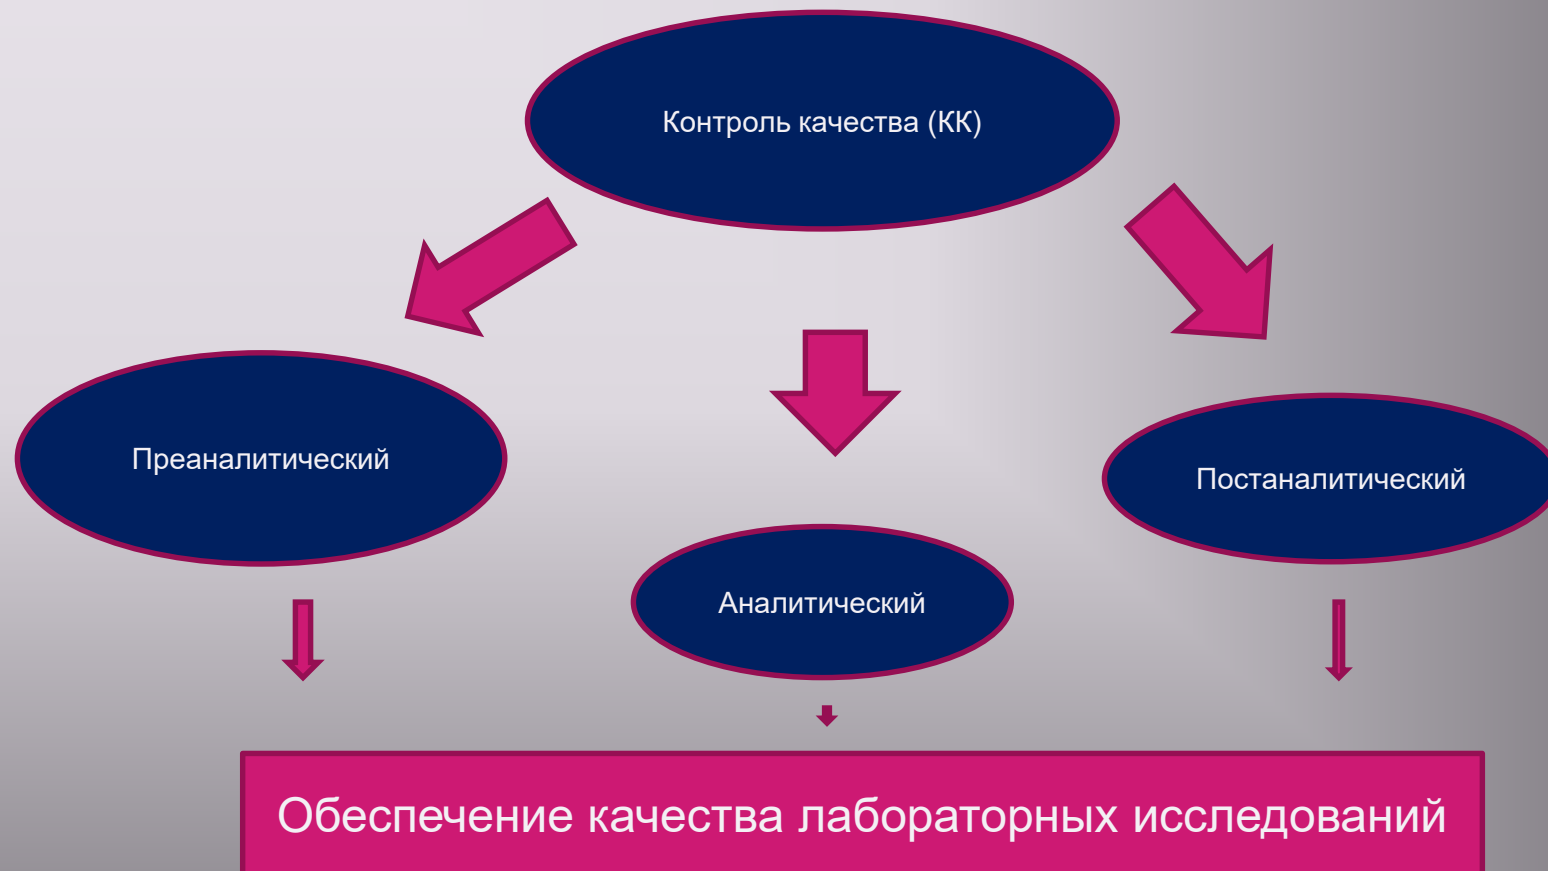 Контроль качества (КК)
Преаналитический
Постаналитический
Аналитический
Обеспечение качества лабораторных исследований